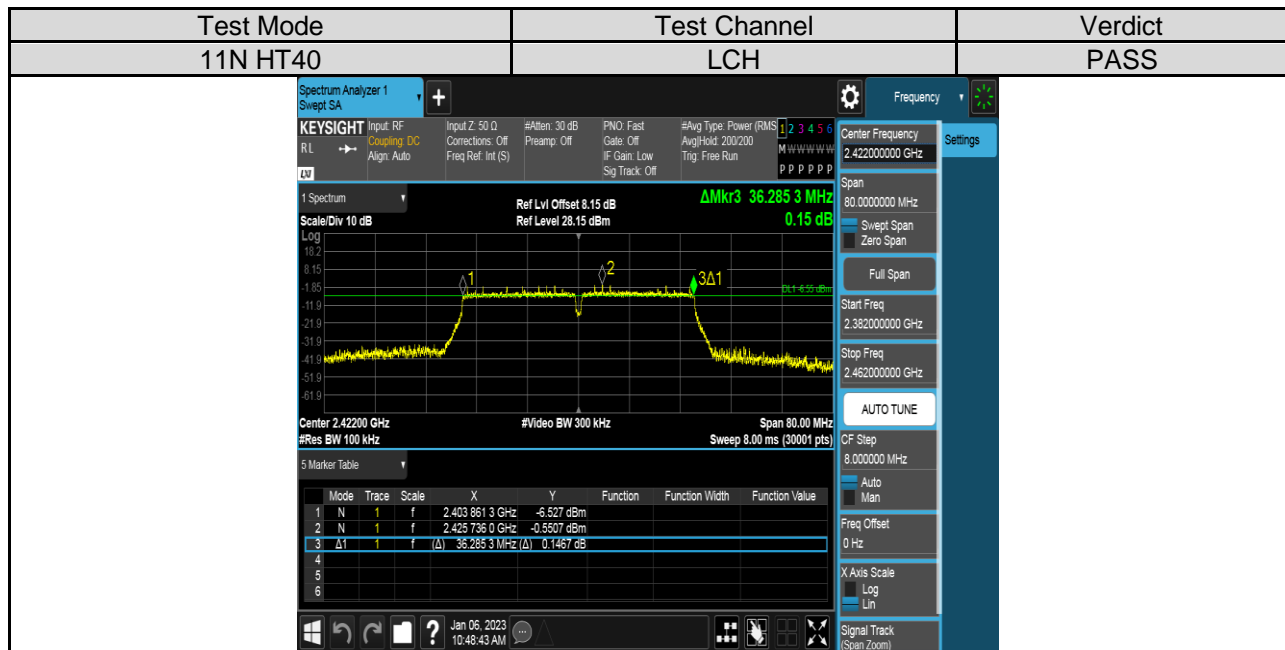 Test Mode Test Channel Verdict
11N HT40 LCH PASS
Spectrum Analyzer 1
Swept SA
+
Frequency
KEYSIGHT
RL
LXI
Input: RF
Coupling: DC
Align: Auto
Input Z: 50 Ω
Corrections: Off
Freq Ref: Int (S)
#Atten: 30 dB
Preamp: Off
PNO: Fast
Gate: Off
IF Gain: Low
Sig Track: Off
#Avg Type: Power (RMS
Avg|Hold: 200/200
Trig: Free Run
1 2 3 4 5 6
M W W W W W
P P P P P P
1 Spectrum
Scale/Div 10 dB
Ref Lvl Offset 8.15 dB
Ref Level 28.15 dBm
ΔMkr3 36.285 3 MHz
0.15 dB
Log
18.2
8.15
-1.85
-11.9
-21.9
-31.9
-41.9
-51.9
-61.9
1
2
3Δ1
DL1 -6.55 dBm
Center 2.42200 GHz
#Res BW 100 kHz
#Video BW 300 kHz
Span 80.00 MHz
Sweep 8.00 ms (30001 pts)
5 Marker Table
Mode Trace Scale X Y Function Function Width Function Value
1 N 1 f 2.403 861 3 GHz -6.527 dBm
2 N 1 f 2.425 736 0 GHz -0.5507 dBm
3 Δ1 1 f (Δ) 36.285 3 MHz (Δ) 0.1467 dB
4
5
6
?
Jan 06, 2023
10:48:43 AM
Center Frequency
2.422000000 GHz
Settings
Span
80.0000000 MHz
Swept Span
Zero Span
Full Span
Start Freq
2.382000000 GHz
Stop Freq
2.462000000 GHz
AUTO TUNE
CF Step
8.000000 MHz
Auto
Man
Freq Offset
0 Hz
X Axis Scale
Log
Lin
Signal Track
(Span Zoom)